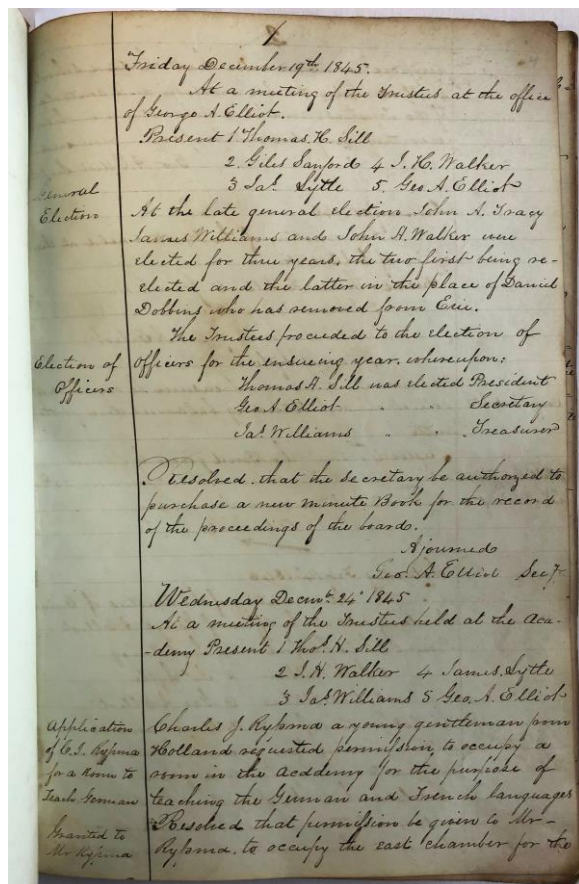 1
Friday December 19th 1845.
At a meeting of the Trustees at the office
of George A Elliot.
Present 1 Thomas. H. Sill
2. Giles Sanford 4 J. H. Walker
3 Jas. Lytle 5. Geo A. Elliot
General
Election
At the late general election John A. Tracy
James Williams and John H. Walker were
elected for three years, the two first being re-
elected and the latter in the place of Daniel
Dobbins who has removed from Erie.
The Trustees proceeded to the election of
Election of
Officers
officers for the ensueing year. whereupon:
Thomas H. Sill was elected President
Geo A Elliot " " Secretary
Jas. Williams " " Treasurer
Resolved. that the Secretary be authorized to
purchase a new Minute Book for the record
of the proceedings of the board.
Ajourned
Geo. A. Elliot Secy.
Wednesday Decmb. 24th 1845
At a meeting of the Trustees held at the Aca-
-demy Present 1 Thos. H. Sill
2 J. H. Walker 4 James. Lytle
3 Jas. Williams 5 Geo. A. Elliot
Application
of C. J. Rypma
for a Room to
Teach German
Charles J. Rypma a young gentleman from
Holland requested permission, to occupy a
room in the Academy for the purpose of
teaching the German and French languages
Granted to
Mr Rypma
Resolved that permission be given to Mr-
Rypma. to occupy the east chamber for the